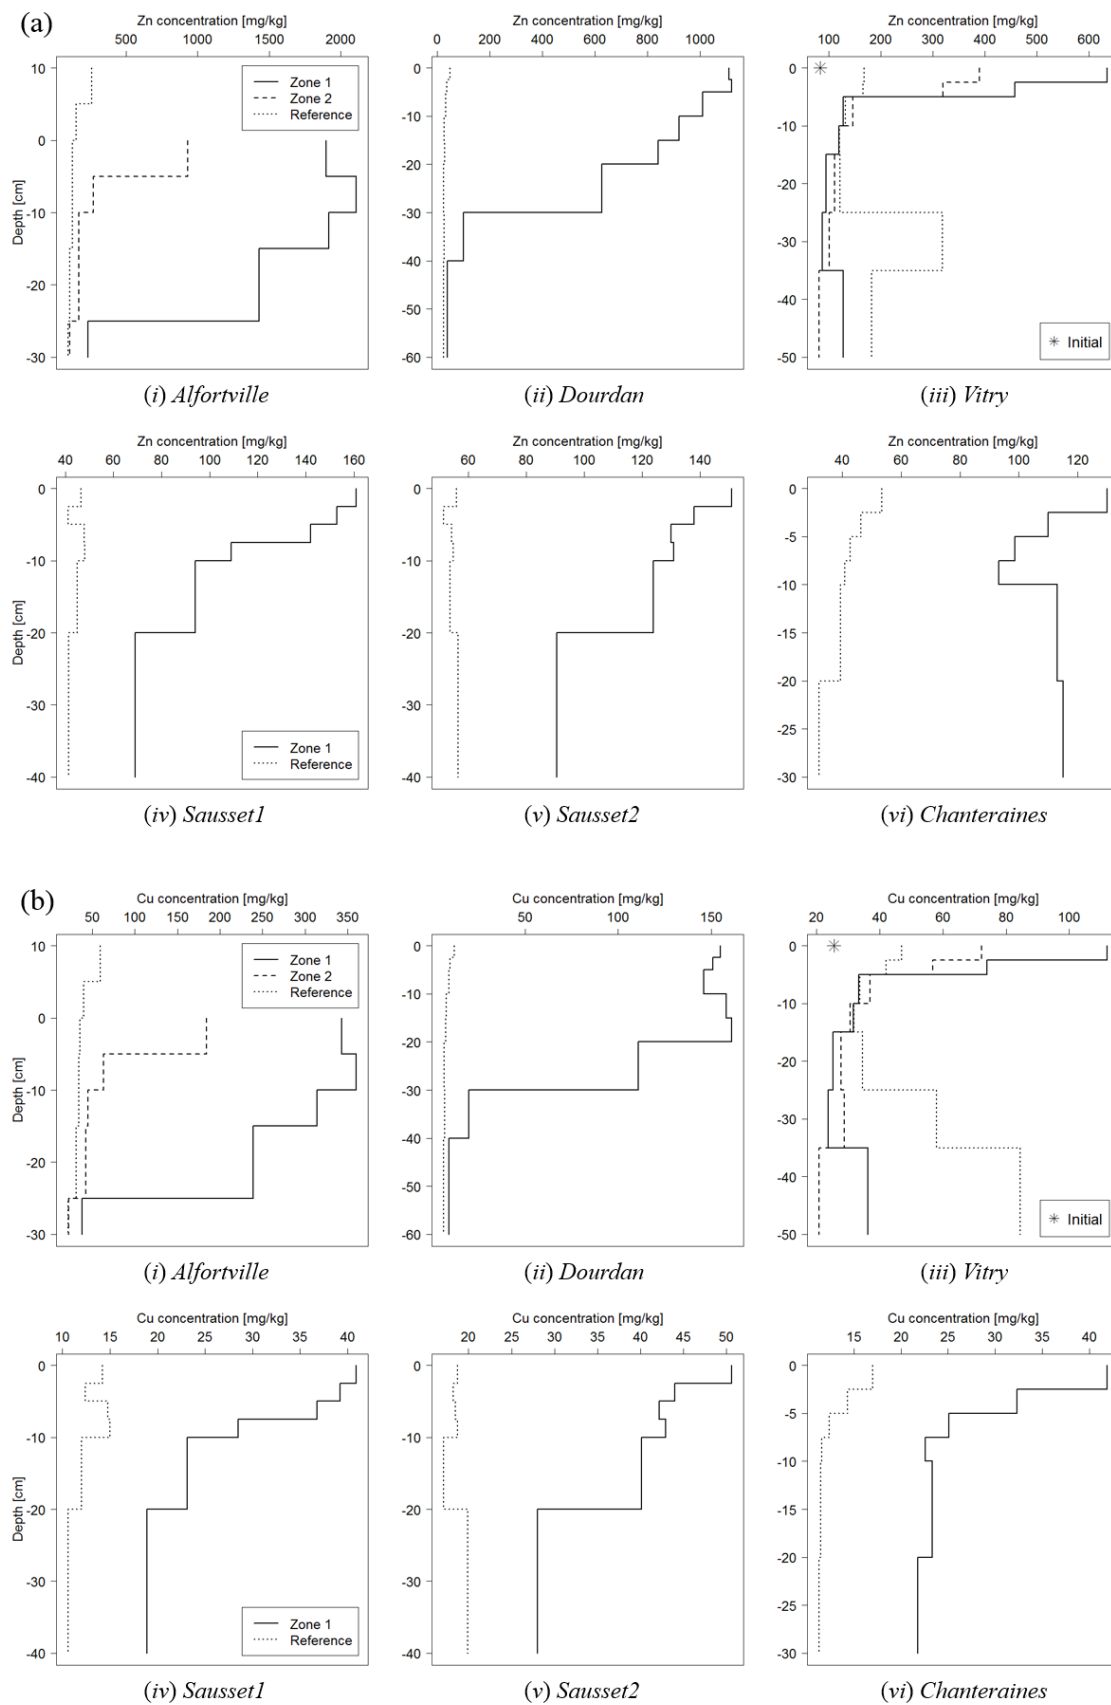 (a)
Zn concentration [mg/kg]
500 1000 1500 2000
Depth [cm]
10
0
-10
-20
-30
Zone 1
Zone 2
Reference
(i) Alfortville
Zn concentration [mg/kg]
0 200 400 600 800 1000
0
-10
-20
-30
-40
-50
-60
(ii) Dourdan
Zn concentration [mg/kg]
100 200 300 400 500 600
0
-10
-20
-30
-40
-50
Initial
(iii) Vitry
Zn concentration [mg/kg]
40 60 80 100 120 140 160
Depth [cm]
0
-10
-20
-30
-40
Zone 1
Reference
(iv) Sausset1
Zn concentration [mg/kg]
60 80 100 120 140
0
-10
-20
-30
-40
(v) Sausset2
Zn concentration [mg/kg]
40 60 80 100 120
0
-5
-10
-15
-20
-25
-30
(vi) Chanteraines
(b)
Cu concentration [mg/kg]
50 100 150 200 250 300 350
Depth [cm]
10
0
-10
-20
-30
Zone 1
Zone 2
Reference
(i) Alfortville
Cu concentration [mg/kg]
50 100 150
0
-10
-20
-30
-40
-50
-60
(ii) Dourdan
Cu concentration [mg/kg]
20 40 60 80 100
0
-10
-20
-30
-40
-50
Initial
(iii) Vitry
Cu concentration [mg/kg]
10 15 20 25 30 35 40
Depth [cm]
0
-10
-20
-30
-40
Zone 1
Reference
(iv) Sausset1
Cu concentration [mg/kg]
20 25 30 35 40 45 50
0
-10
-20
-30
-40
(v) Sausset2
Cu concentration [mg/kg]
15 20 25 30 35 40
0
-5
-10
-15
-20
-25
-30
(vi) Chanteraines